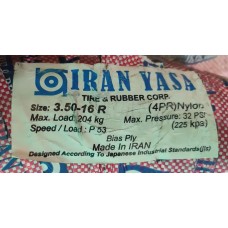 IRAN YASA
TIRE & RUBBER CORP.
Size: 3.50-16 R (4PR)Nylon
Max. Load: 204 kg Max. Pressure: 32 PSI
Speed / Load : P 53 (225 kpa)
Bias Ply
Made in IRAN
Designed According To Japanese Industrial Standards(jis)